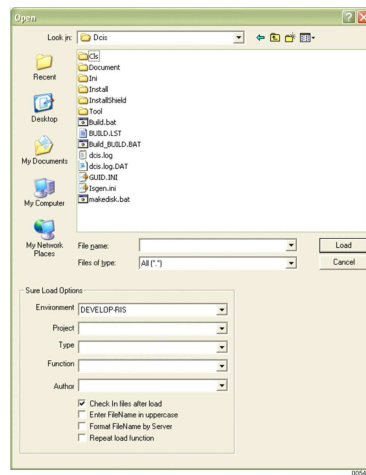 Open
Look in: Dcis
Recent
Desktop
My Documents
My Computer
My Network Places
Cls
Document
Ini
Install
InstallShield
Tool
Build.bat
BUILD.LST
Build_BUILD.BAT
dcis.log
dcis.log.DAT
GUID.INI
Isgen.ini
makedisk.bat
File name:
Load
Files of type: All (*.*)
Cancel
Sure Load Options
Environment DEVELOP-RIS
Project
Type
Function
Author
Check In files after load
Enter FileName in uppercase
Format FileName by Server
Repeat load function
0054